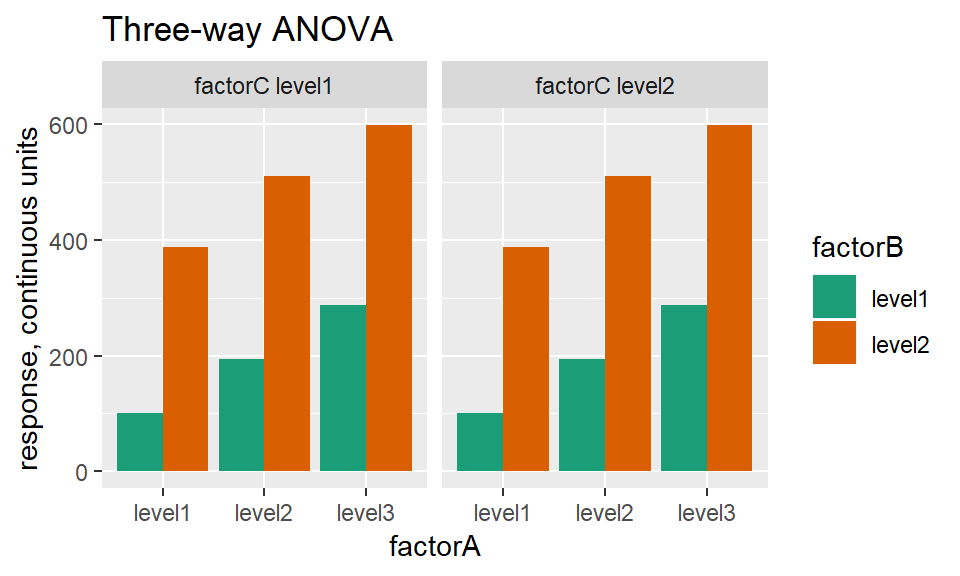 Three-way ANOVA
factorC level1
factorC level2
response, continuous units
600
400
200
0
level1 level2 level3
level1 level2 level3
factorA
factorB
level1
level2